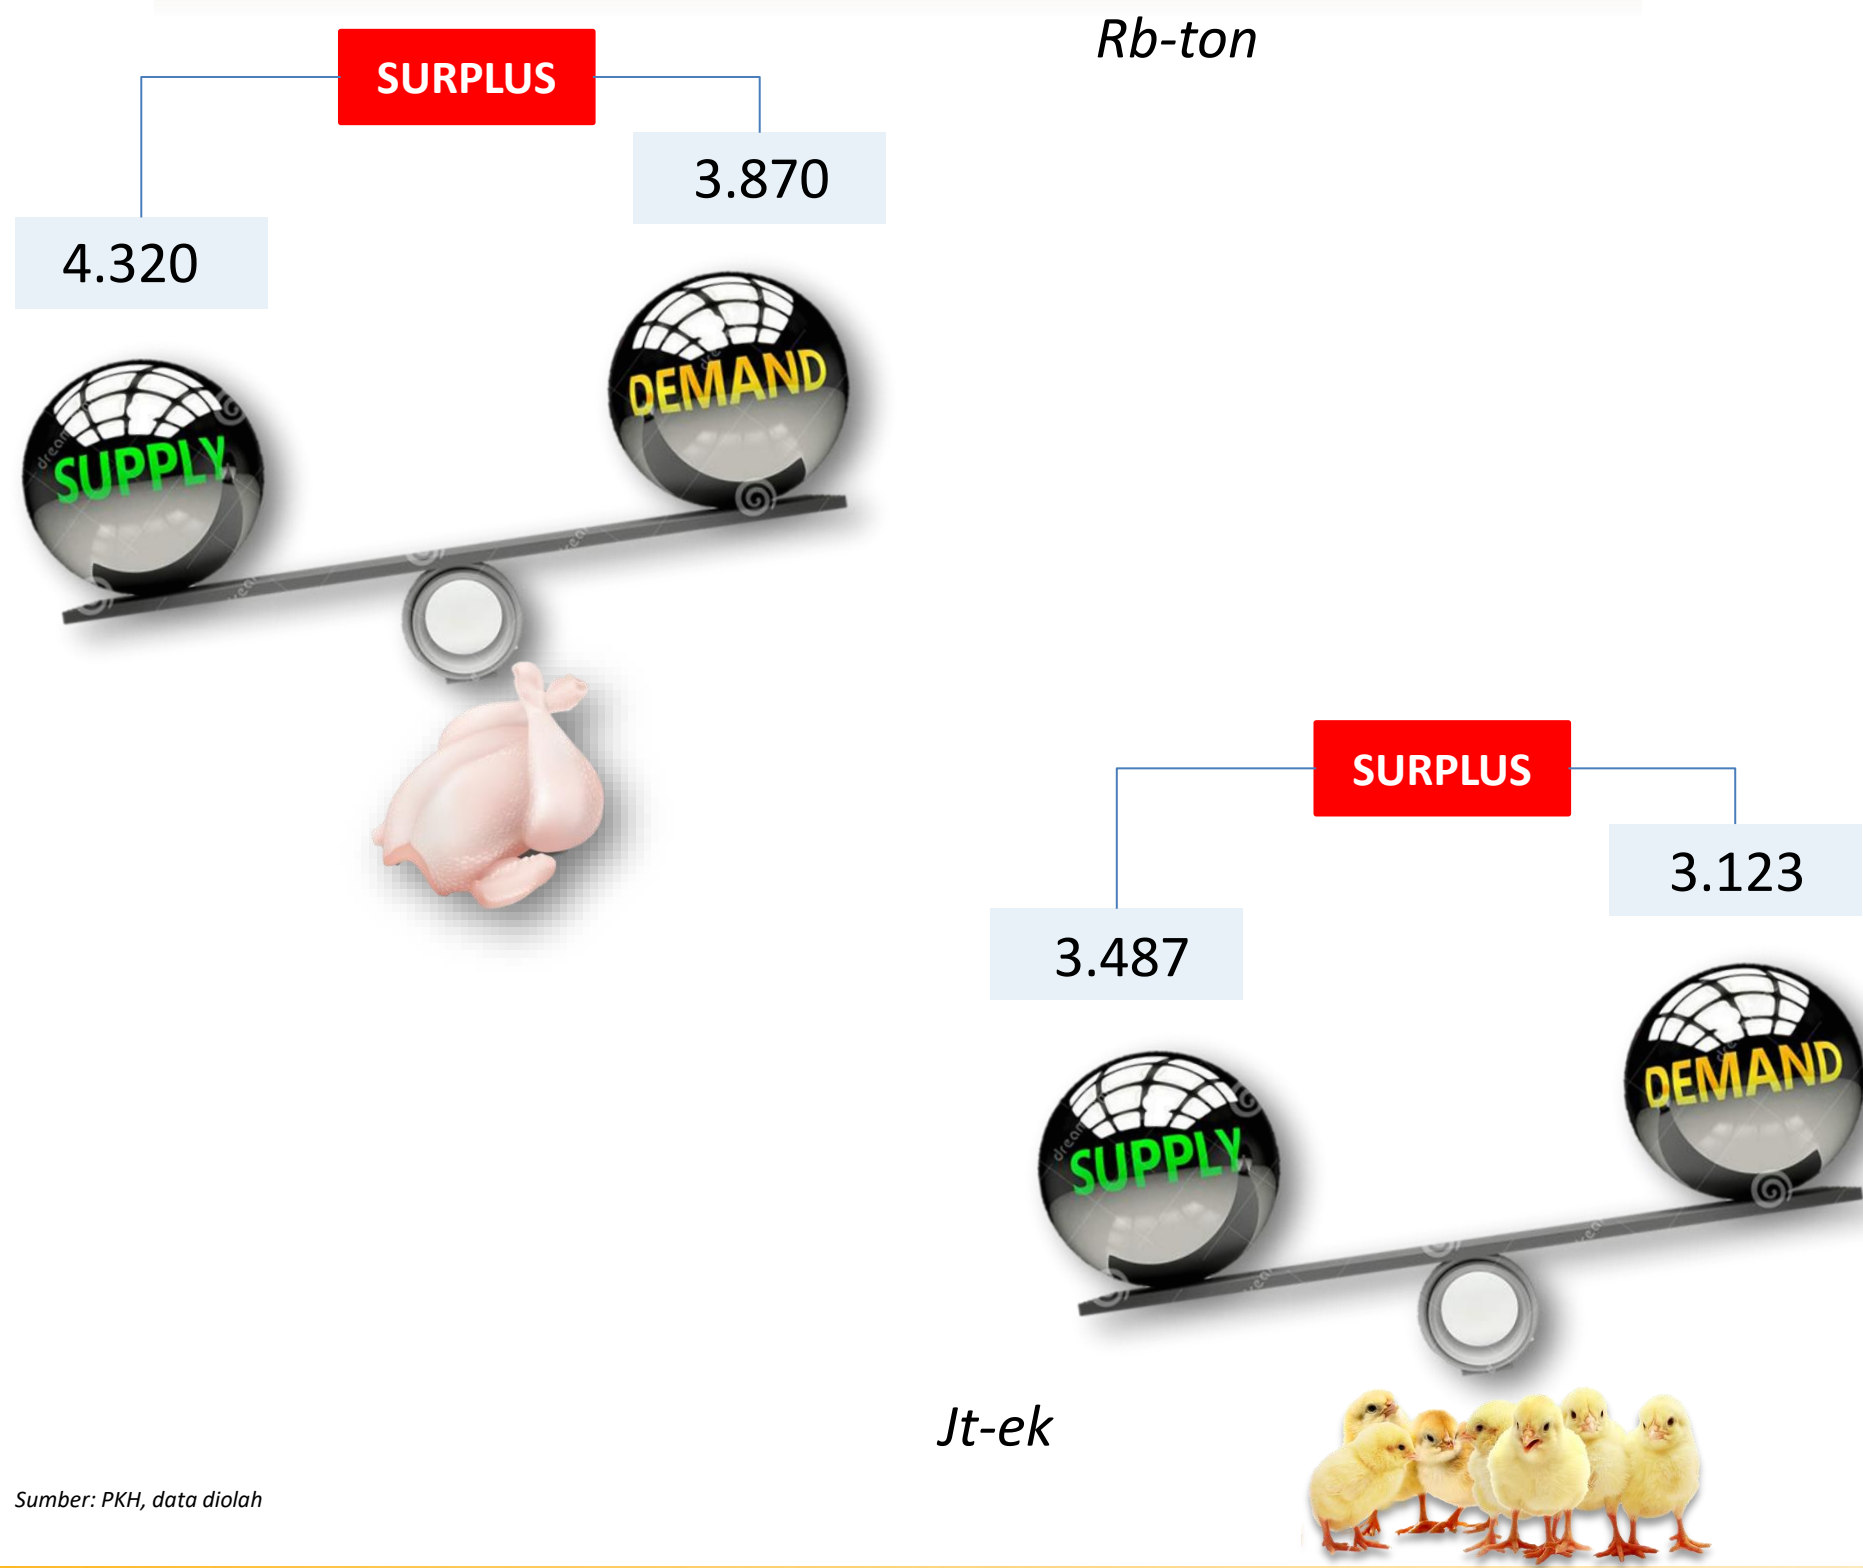 Rb-ton
SURPLUS
3.870
4.320
DEMAND
SUPPLY
SURPLUS
3.123
3.487
DEMAND
SUPPLY
Jt-ek
Sumber: PKH, data diolah